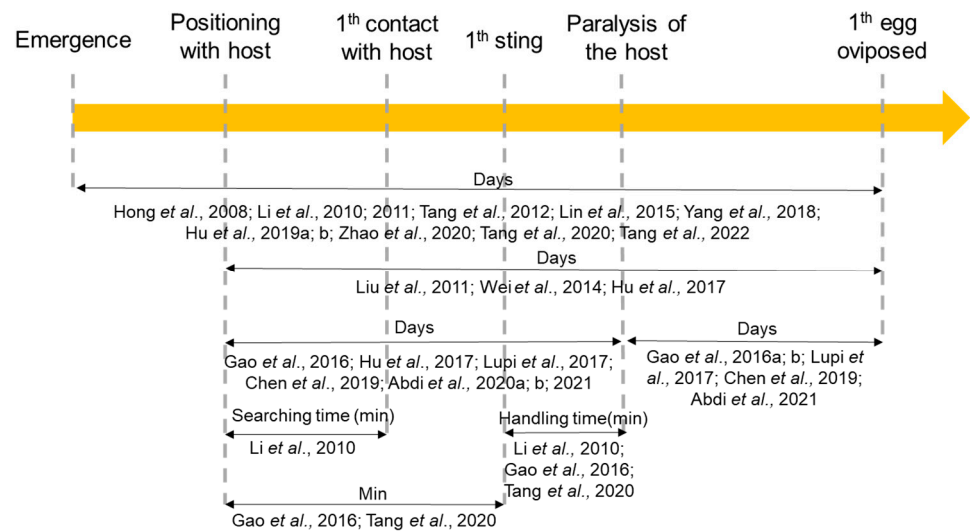 Emergence
Positioning
with host
1th contact
with host
1th sting
Paralysis of
the host
1th egg
oviposed
Days
Hong et al., 2008; Li et al., 2010; 2011; Tang et al., 2012; Lin et al., 2015; Yang et al., 2018;
Hu et al., 2019a; b; Zhao et al., 2020; Tang et al., 2020; Tang et al., 2022
Days
Liu et al., 2011; Wei et al., 2014; Hu et al., 2017
Days
Gao et al., 2016; Hu et al., 2017; Lupi et al., 2017;
Chen et al., 2019; Abdi et al., 2020a; b; 2021
Days
Gao et al., 2016a; b; Lupi et
al., 2017; Chen et al., 2019;
Abdi et al., 2021
Searching time (min)
Li et al., 2010
Handling time(min)
Li et al., 2010;
Gao et al., 2016;
Tang et al., 2020
Min
Gao et al., 2016; Tang et al., 2020